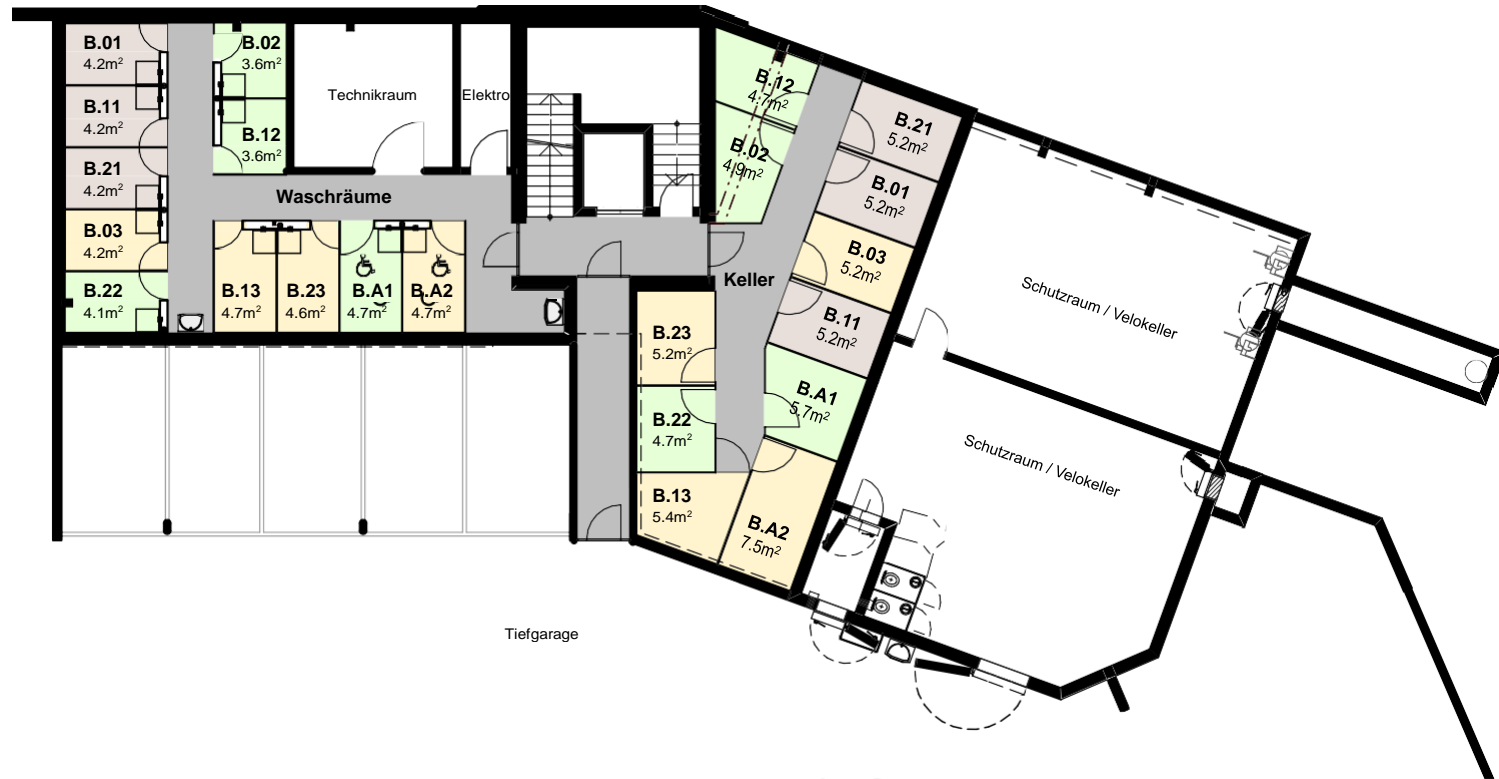 B.01
4.2m²
B.11
4.2m²
B.21
4.2m²
B.03
4.2m²
B.22
4.1m²
B.02
3.6m²
B.12
3.6m²
Technikraum
Elektro
Waschräume
B.13
4.7m²
B.23
4.6m²
B.A1
4.7m²
B.A2
4.7m²
B.12
4.7m²
B.02
4.9m²
Keller
B.21
5.2m²
B.01
5.2m²
B.03
5.2m²
B.11
5.2m²
B.A1
5.7m²
B.A2
7.5m²
B.23
5.2m²
B.22
4.7m²
B.13
5.4m²
Schutzraum / Velokeller
Schutzraum / Velokeller
Tiefgarage